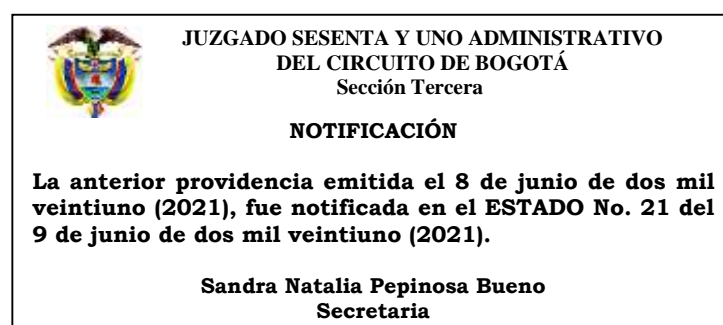 JUZGADO SESENTA Y UNO ADMINISTRATIVO
DEL CIRCUITO DE BOGOTÁ
Sección Tercera
NOTIFICACIÓN
La anterior providencia emitida el 8 de junio de dos mil
veintiuno (2021), fue notificada en el ESTADO No. 21 del
9 de junio de dos mil veintiuno (2021).
Sandra Natalia Pepinosa Bueno
Secretaria